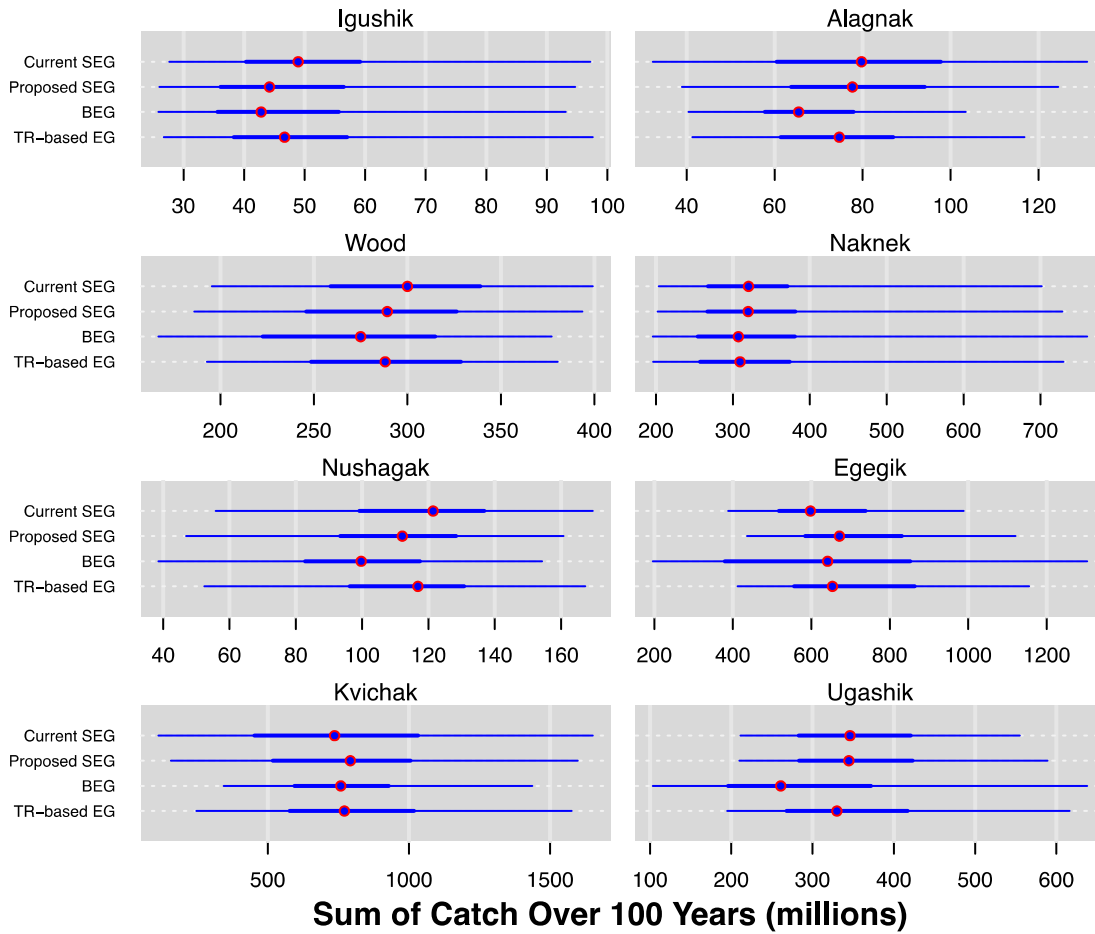 Igushik Alagnak
Current SEG
Proposed SEG
BEG
TR−based EG
30 40 50 60 70 80 90 100 40 60 80 100 120
Wood Naknek
Current SEG
Proposed SEG
BEG
TR−based EG
200 250 300 350 400 200 300 400 500 600 700
Nushagak Egegik
Current SEG
Proposed SEG
BEG
TR−based EG
40 60 80 100 120 140 160 200 400 600 800 1000 1200
Kvichak Ugashik
Current SEG
Proposed SEG
BEG
TR−based EG
500 1000 1500 100 200 300 400 500 600
Sum of Catch Over 100 Years (millions)